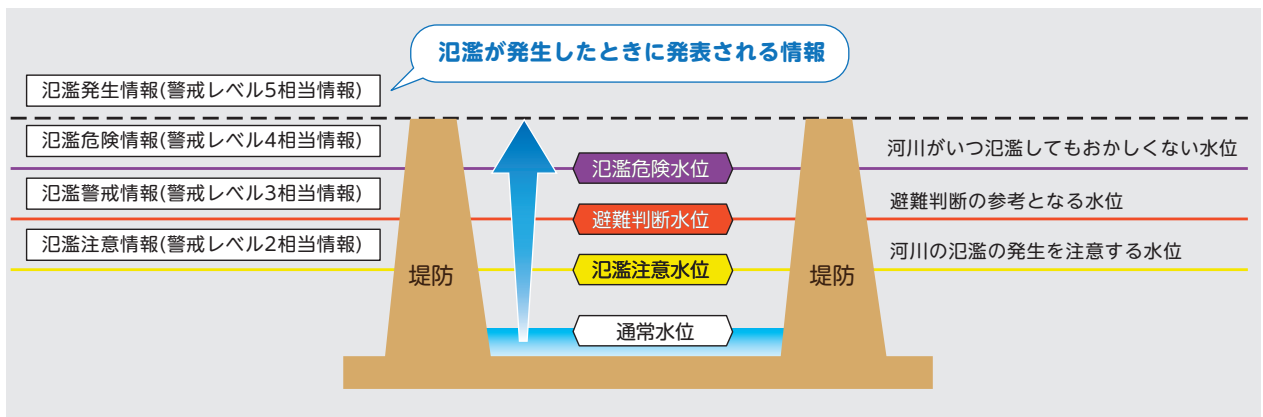 氾濫が発生したときに発表される情報
氾濫発生情報(警戒レベル5相当情報)
氾濫危険情報(警戒レベル4相当情報)
河川がいつ氾濫してもおかしくない水位
氾濫危険水位
氾濫警戒情報(警戒レベル3相当情報)
避難判断の参考となる水位
避難判断水位
氾濫注意情報(警戒レベル2相当情報)
河川の氾濫の発生を注意する水位
氾濫注意水位
堤防
堤防
通常水位